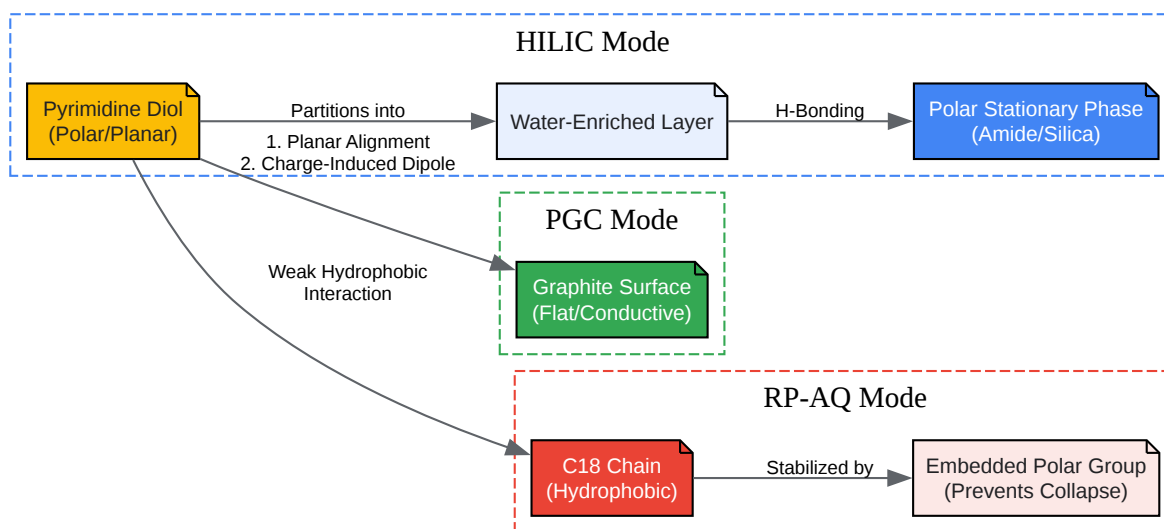 HILIC Mode
Pyrimidine Diol
(Polar/Planar)
Partitions into
Water-Enriched Layer
H-Bonding
Polar Stationary Phase
(Amide/Silica)
1. Planar Alignment
2. Charge-Induced Dipole
PGC Mode
Graphite Surface
(Flat/Conductive)
Weak Hydrophobic
Interaction
RP-AQ Mode
C18 Chain
(Hydrophobic)
Stabilized by
Embedded Polar Group
(Prevents Collapse)